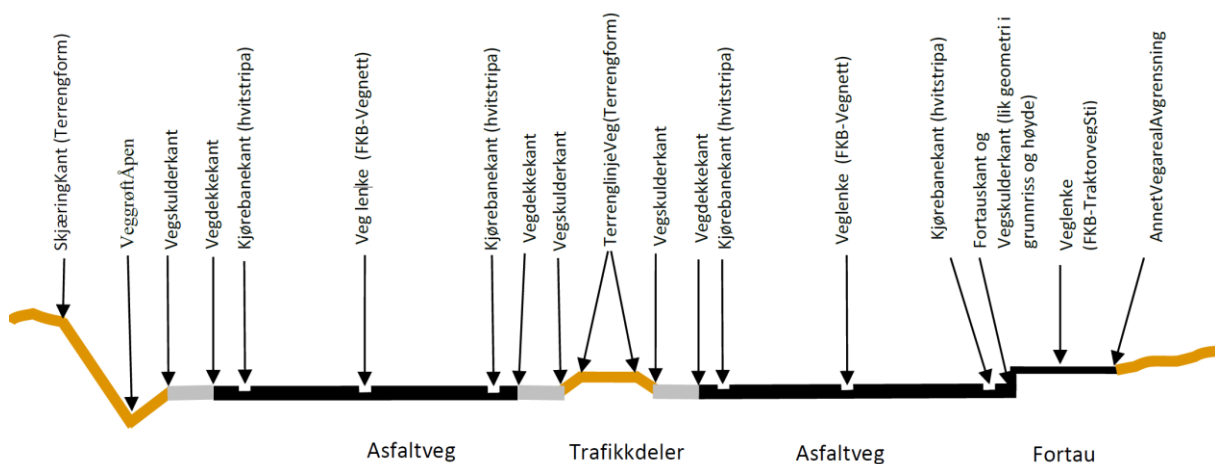 SkjæringKant (Terrengform)
VeggrøftÅpen
Vegskulderkant
Vegdekkekant
Kjørebanekant (hvitstripa)
Veg lenke (FKB-Vegnett)
Kjørebanekant (hvitstripa)
Vegdekkekant
Vegskulderkant
TerrenglinjeVeg(Terrengform)
Vegskulderkant
Vegdekkekant
Kjørebanekant (hvitstripa)
Veglenke (FKB-Vegnett)
Kjørebanekant (hvitstripa)
Fortauskant og
Vegskulderkant (lik geometri i
grunnriss og høyde)
Veglenke
(FKB-TraktorvegSti)
AnnetVegarealAvgrensning
Asfaltveg
Trafikkdeler
Asfaltveg
Fortau